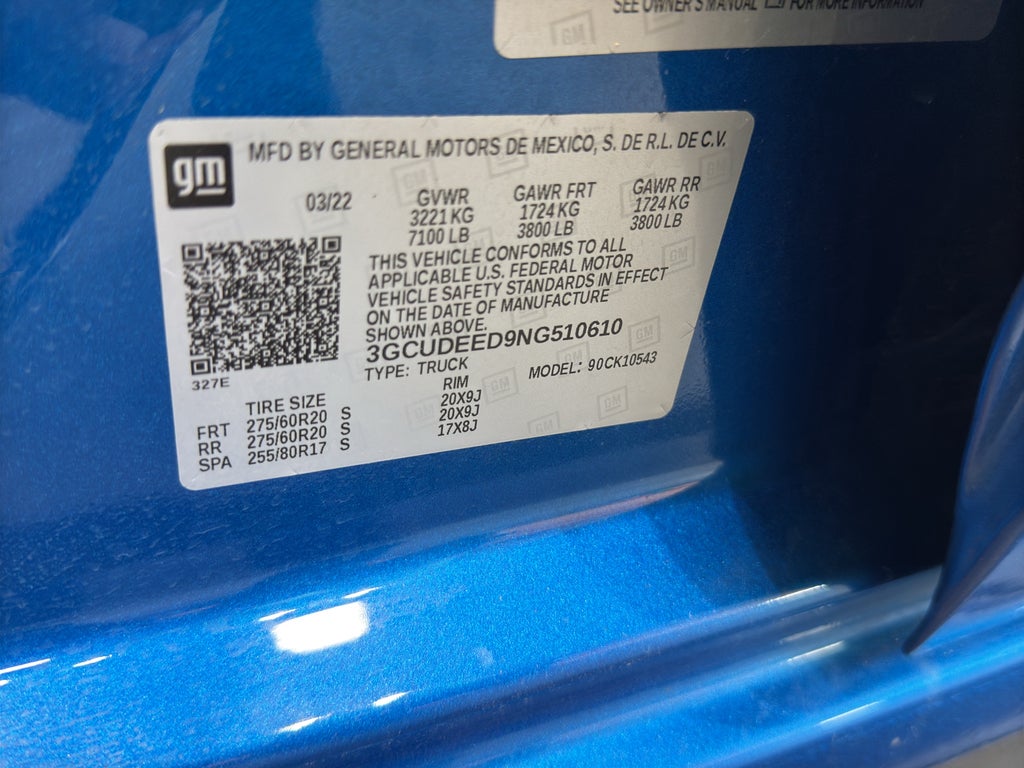 SEE OWNER'S MANUAL FOR MORE INFORMATION
gm
MFD BY GENERAL MOTORS DE MEXICO, S. DE R.L. DE C.V.
03/22 GVWR GAWR FRT GAWR RR
3221 KG 1724 KG 1724 KG
7100 LB 3800 LB 3800 LB
THIS VEHICLE CONFORMS TO ALL
APPLICABLE U.S. FEDERAL MOTOR
VEHICLE SAFETY STANDARDS IN EFFECT
ON THE DATE OF MANUFACTURE
SHOWN ABOVE.
3GCUDEED9NG510610
TYPE: TRUCK MODEL: 90CK10543
327E
TIRE SIZE RIM
FRT 275/60R20 S 20X9J
RR 275/60R20 S 20X9J
SPA 255/80R17 S 17X8J